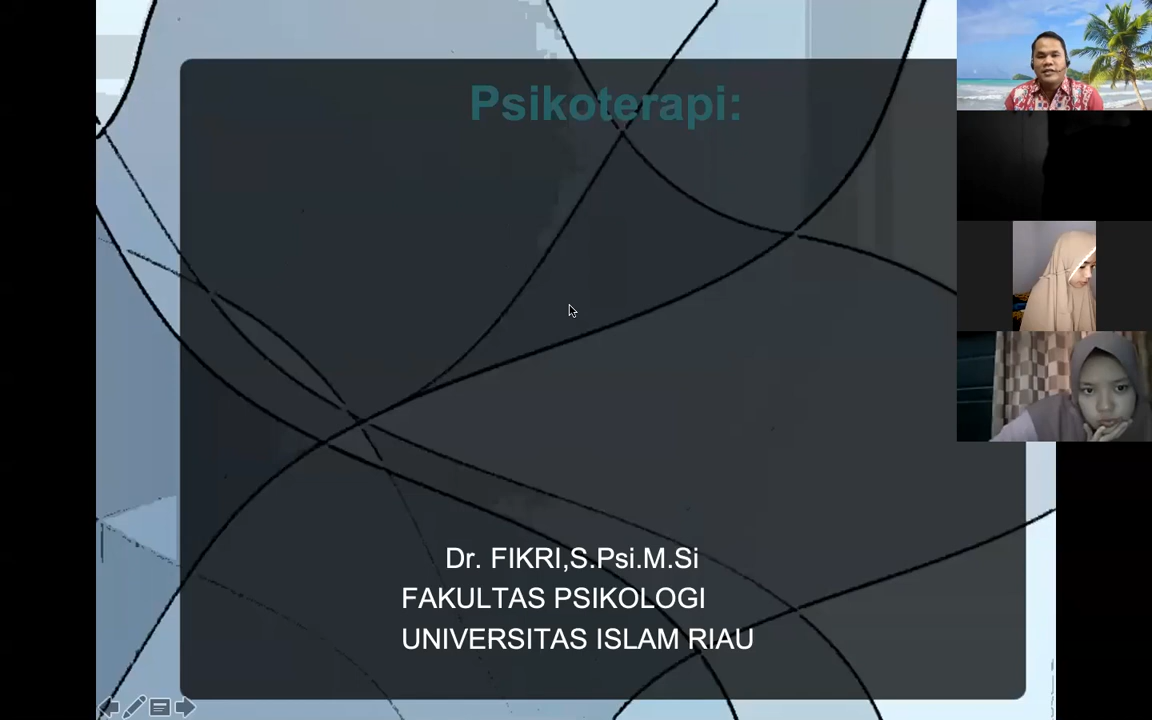 Psikoterapi:
Dr. FIKRI,S.Psi.M.Si
FAKULTAS PSIKOLOGI
UNIVERSITAS ISLAM RIAU